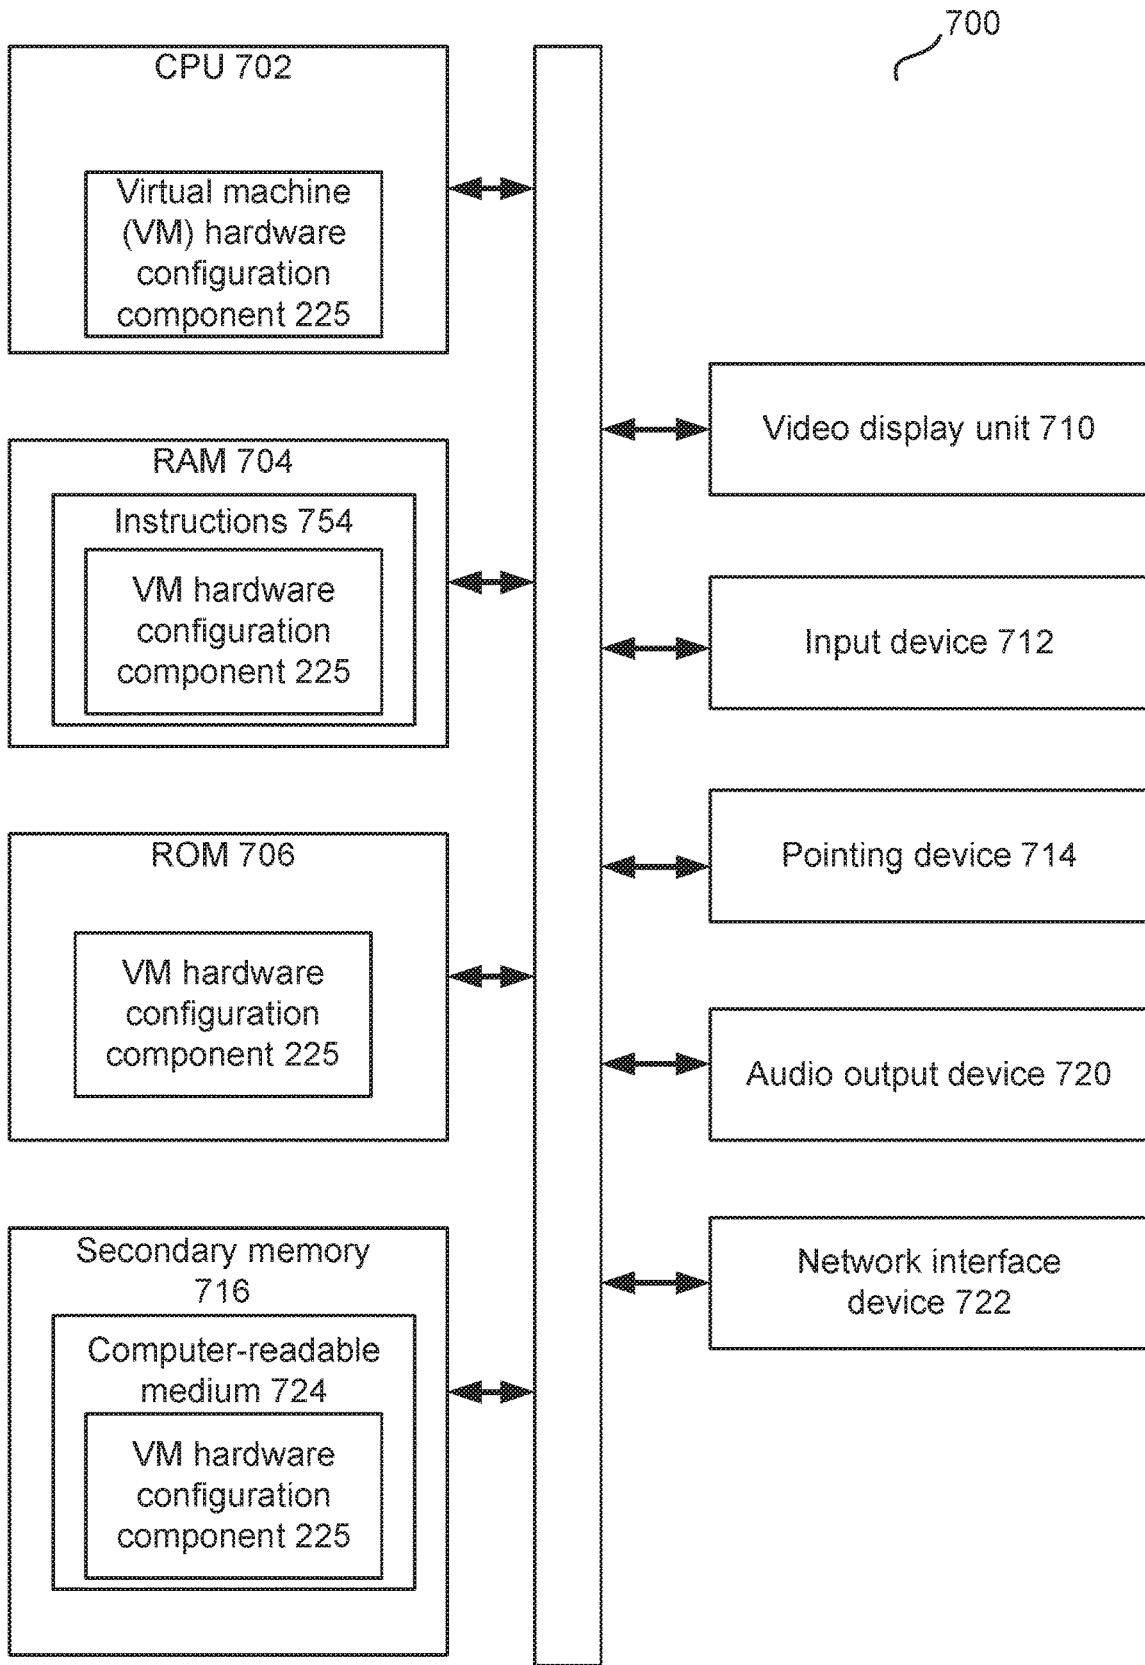 700
CPU 702
Virtual machine
(VM) hardware
configuration
component 225
RAM 704
Instructions 754
VM hardware
configuration
component 225
ROM 706
VM hardware
configuration
component 225
Secondary memory
716
Computer-readable
medium 724
VM hardware
configuration
component 225
Video display unit 710
Input device 712
Pointing device 714
Audio output device 720
Network interface
device 722